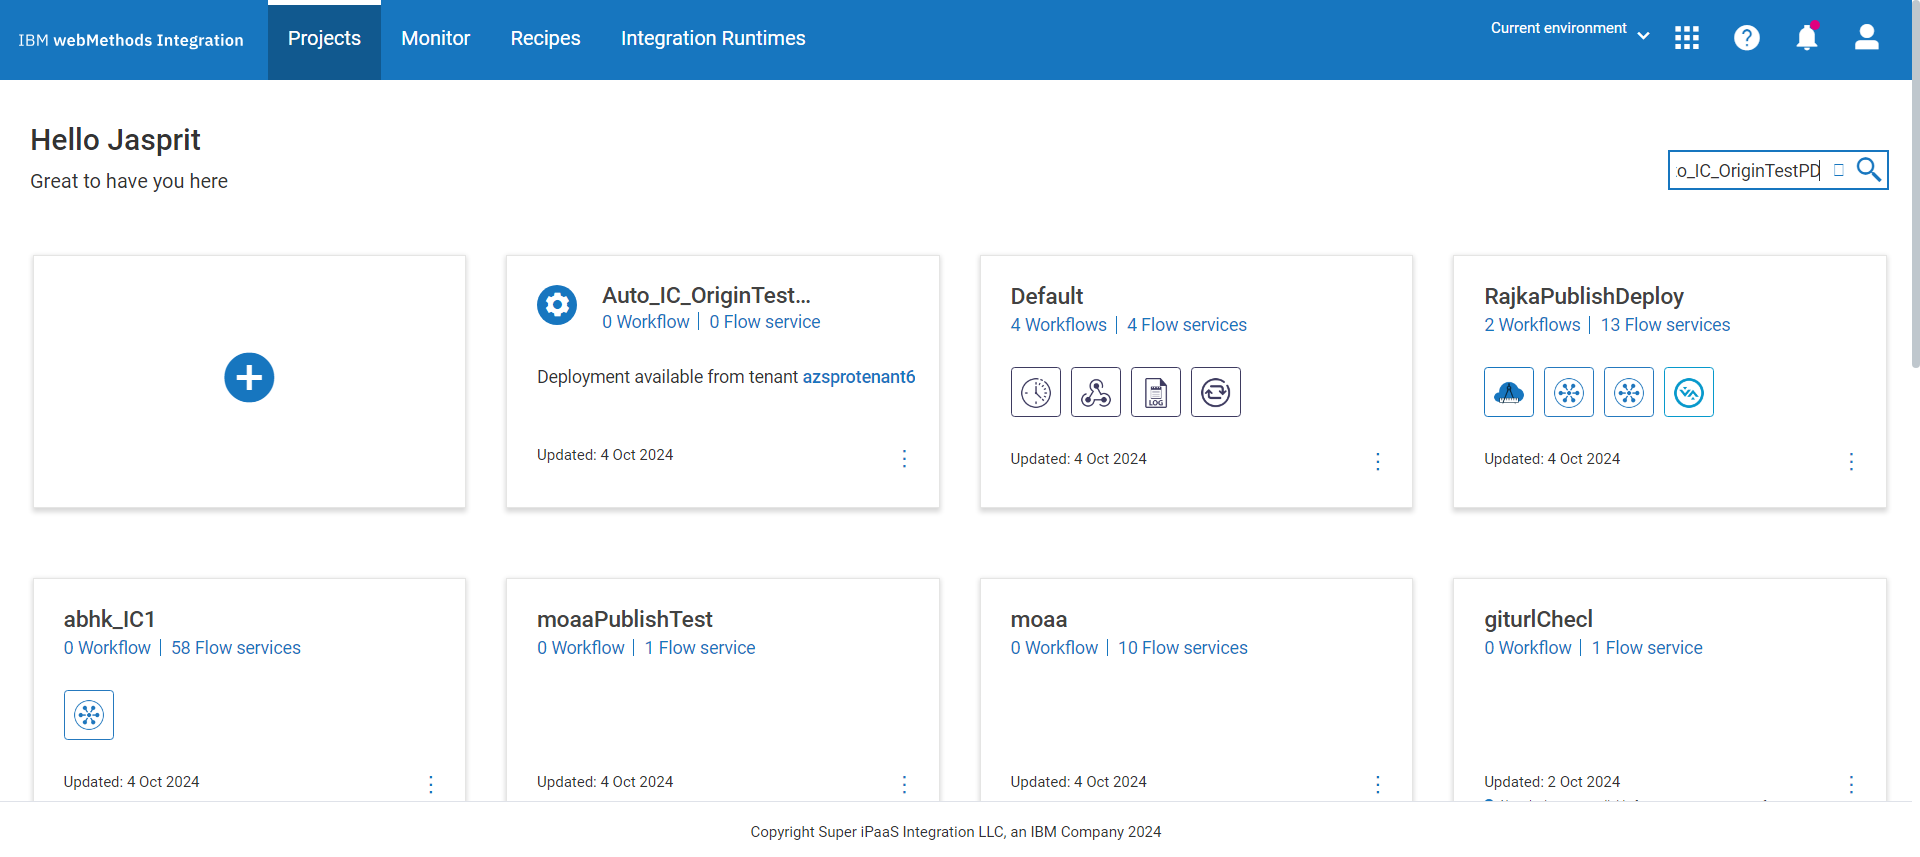 IBM webMethods Integration
Projects
Monitor
Recipes
Integration Runtimes
Current environment
Hello Jasprit
Great to have you here
o_IC_OriginTestPD
Auto_IC_OriginTest...
0 Workflow | 0 Flow service
Deployment available from tenant azsprotenant6
Updated: 4 Oct 2024
Default
4 Workflows | 4 Flow services
LOG
Updated: 4 Oct 2024
RajkaPublishDeploy
2 Workflows | 13 Flow services
Updated: 4 Oct 2024
abhk_IC1
0 Workflow | 58 Flow services
Updated: 4 Oct 2024
moaaPublishTest
0 Workflow | 1 Flow service
Updated: 4 Oct 2024
moaa
0 Workflow | 10 Flow services
Updated: 4 Oct 2024
giturlChecl
0 Workflow | 1 Flow service
Updated: 2 Oct 2024
Copyright Super iPaaS Integration LLC, an IBM Company 2024